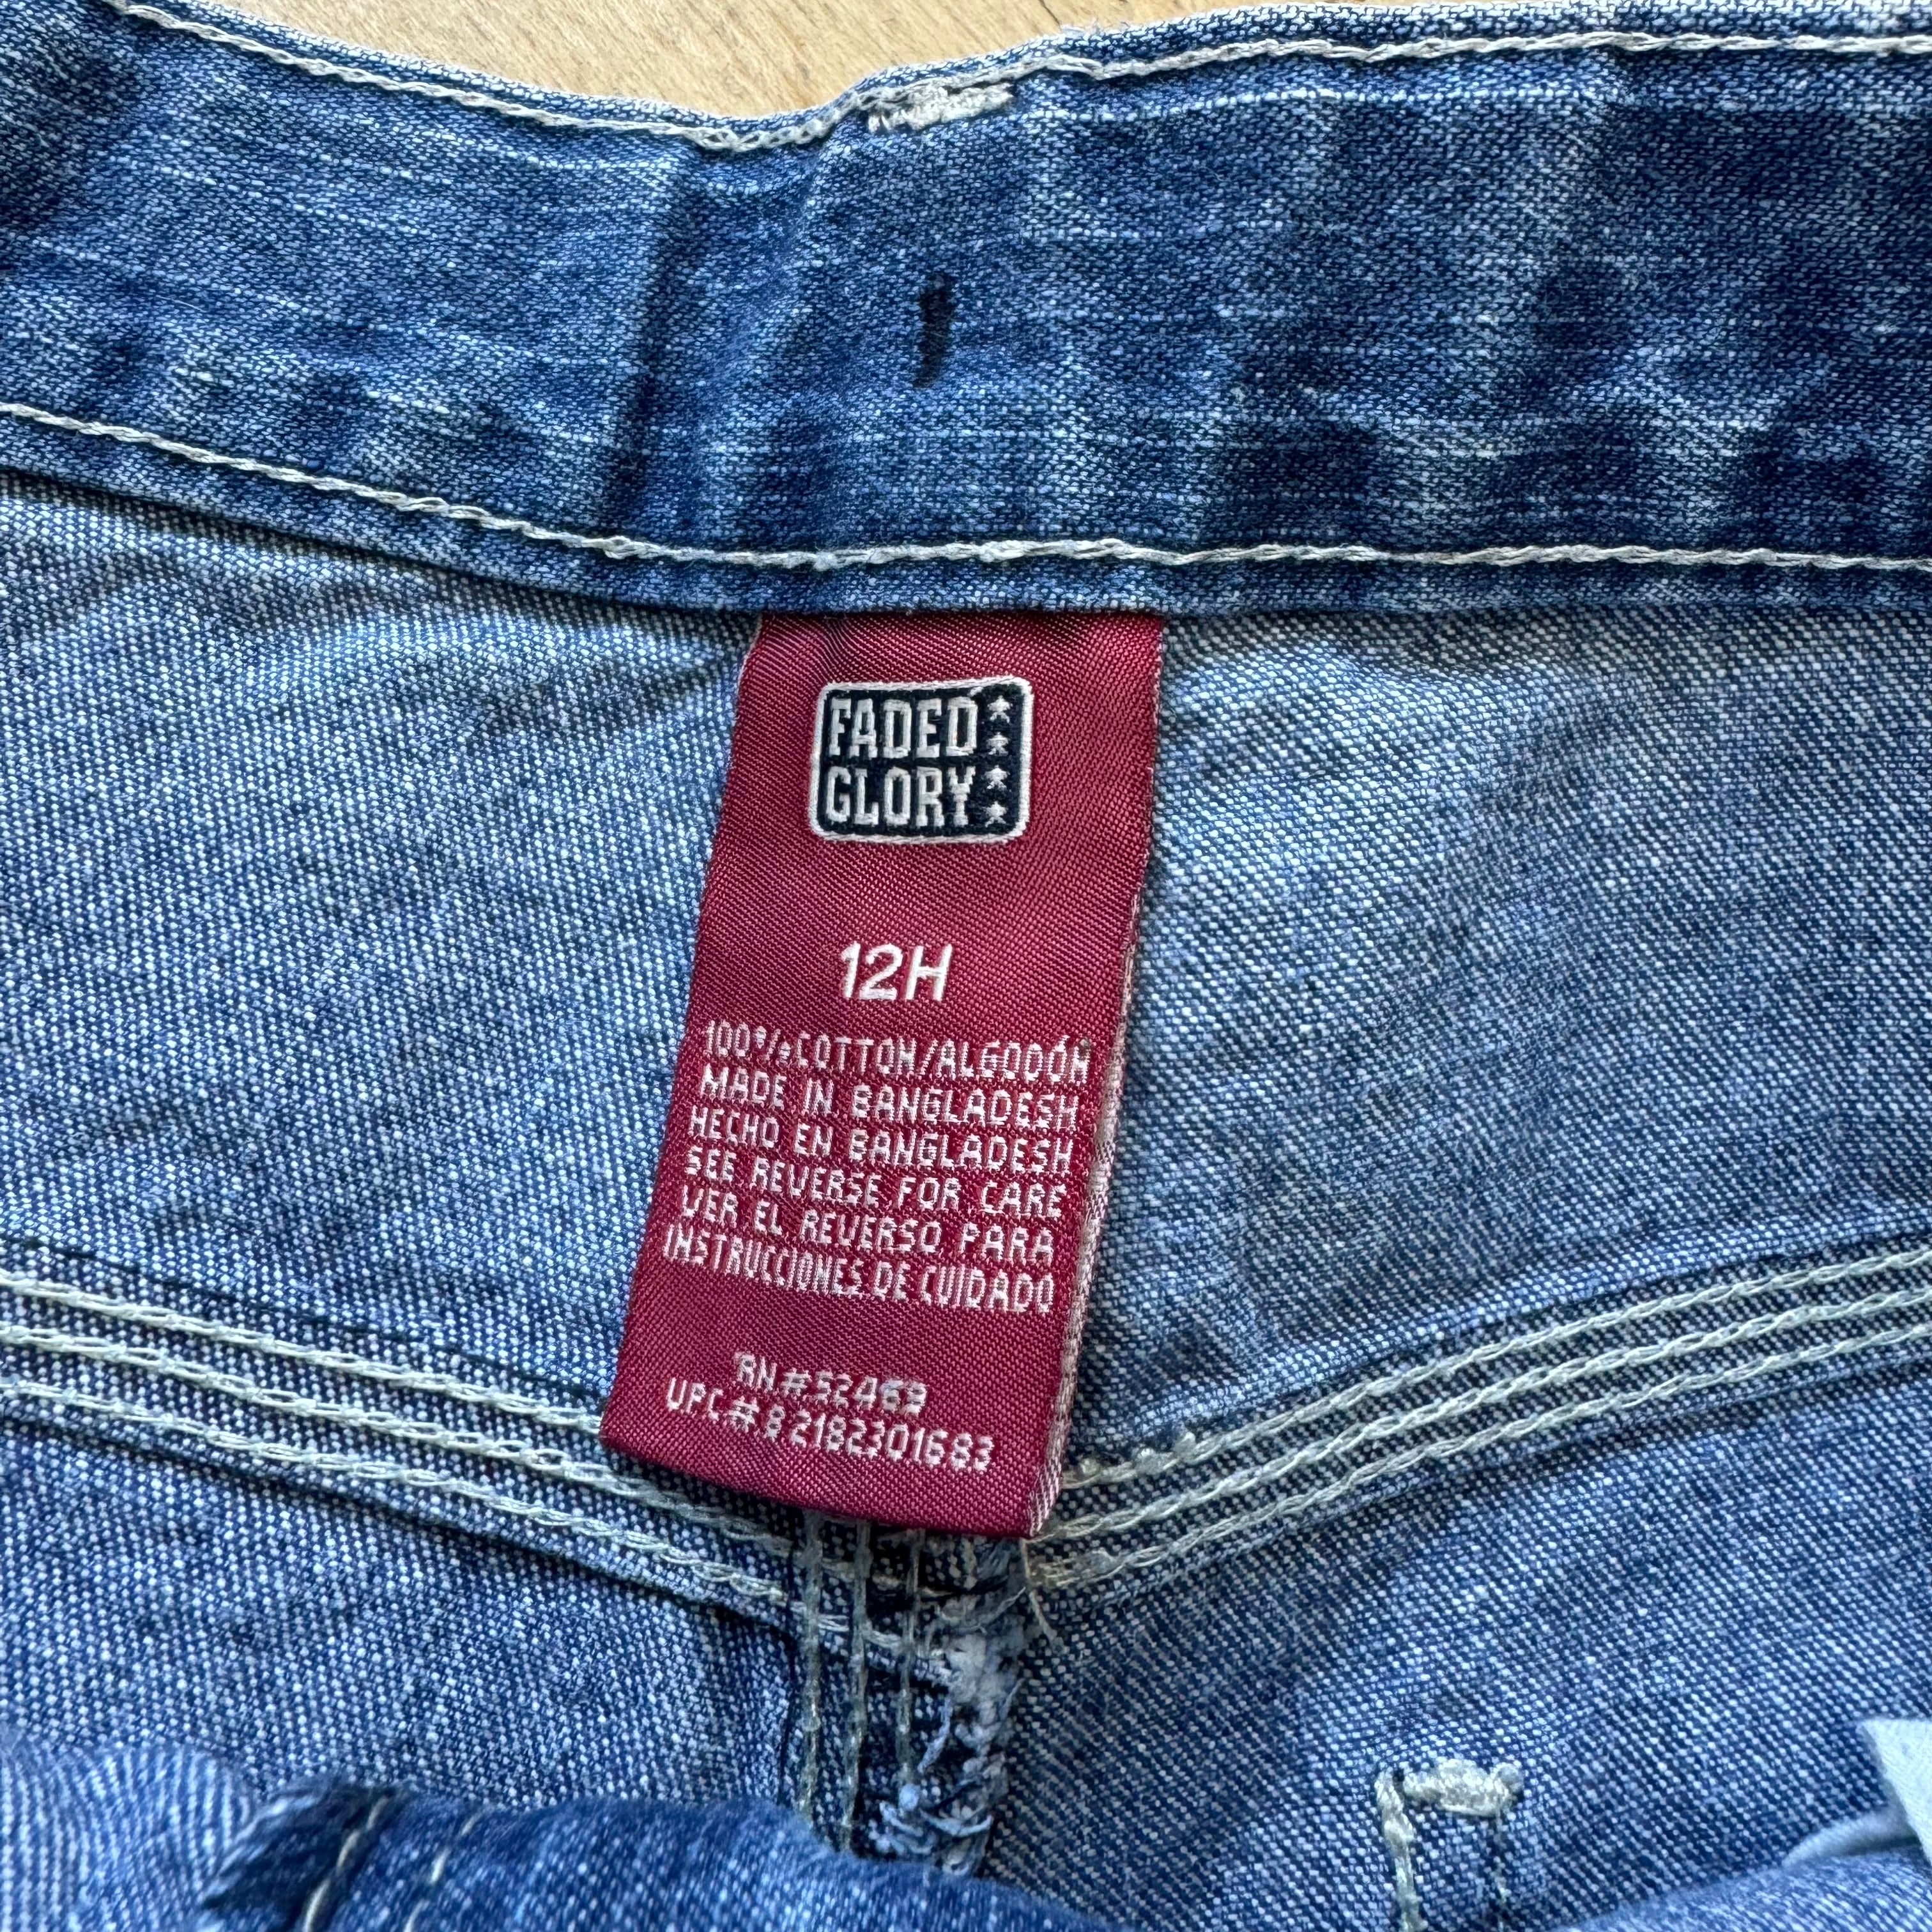 FADED
GLORY
12H
100% COTTON/ALGODÓN
MADE IN BANGLADESH
HECHO EN BANGLADESH
SEE REVERSE FOR CARE
VER EL REVERSO PARA
INSTRUCCIONES DE CUIDADO
RN #52469
UPC# 82182301683